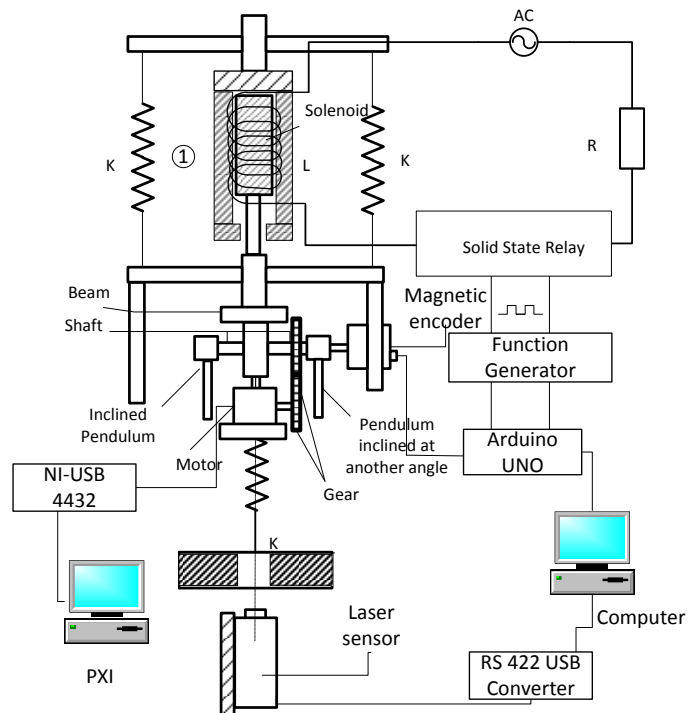 AC
Solenoid
①
K
L
K
R
Solid State Relay
Beam
Magnetic
encoder
Shaft
Function
Generator
Inclined
Pendulum
Motor
Pendulum
inclined at
another angle
Gear
Arduino
UNO
NI-USB
4432
K
Laser
sensor
Computer
PXI
RS 422 USB
Converter